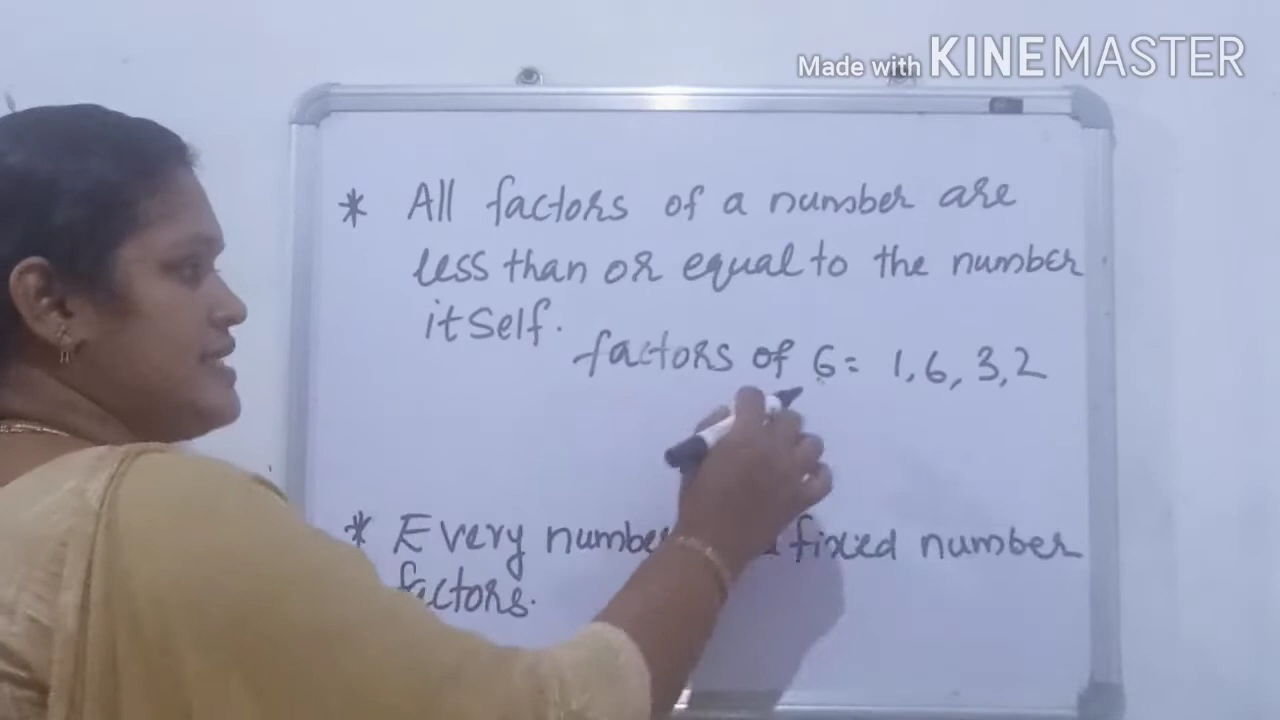 Made with KINEMASTER
* All factors of a number are
less than or equal to the number
itself.
factors of 6 = 1, 6, 3, 2
* Every number fixed number
factors.